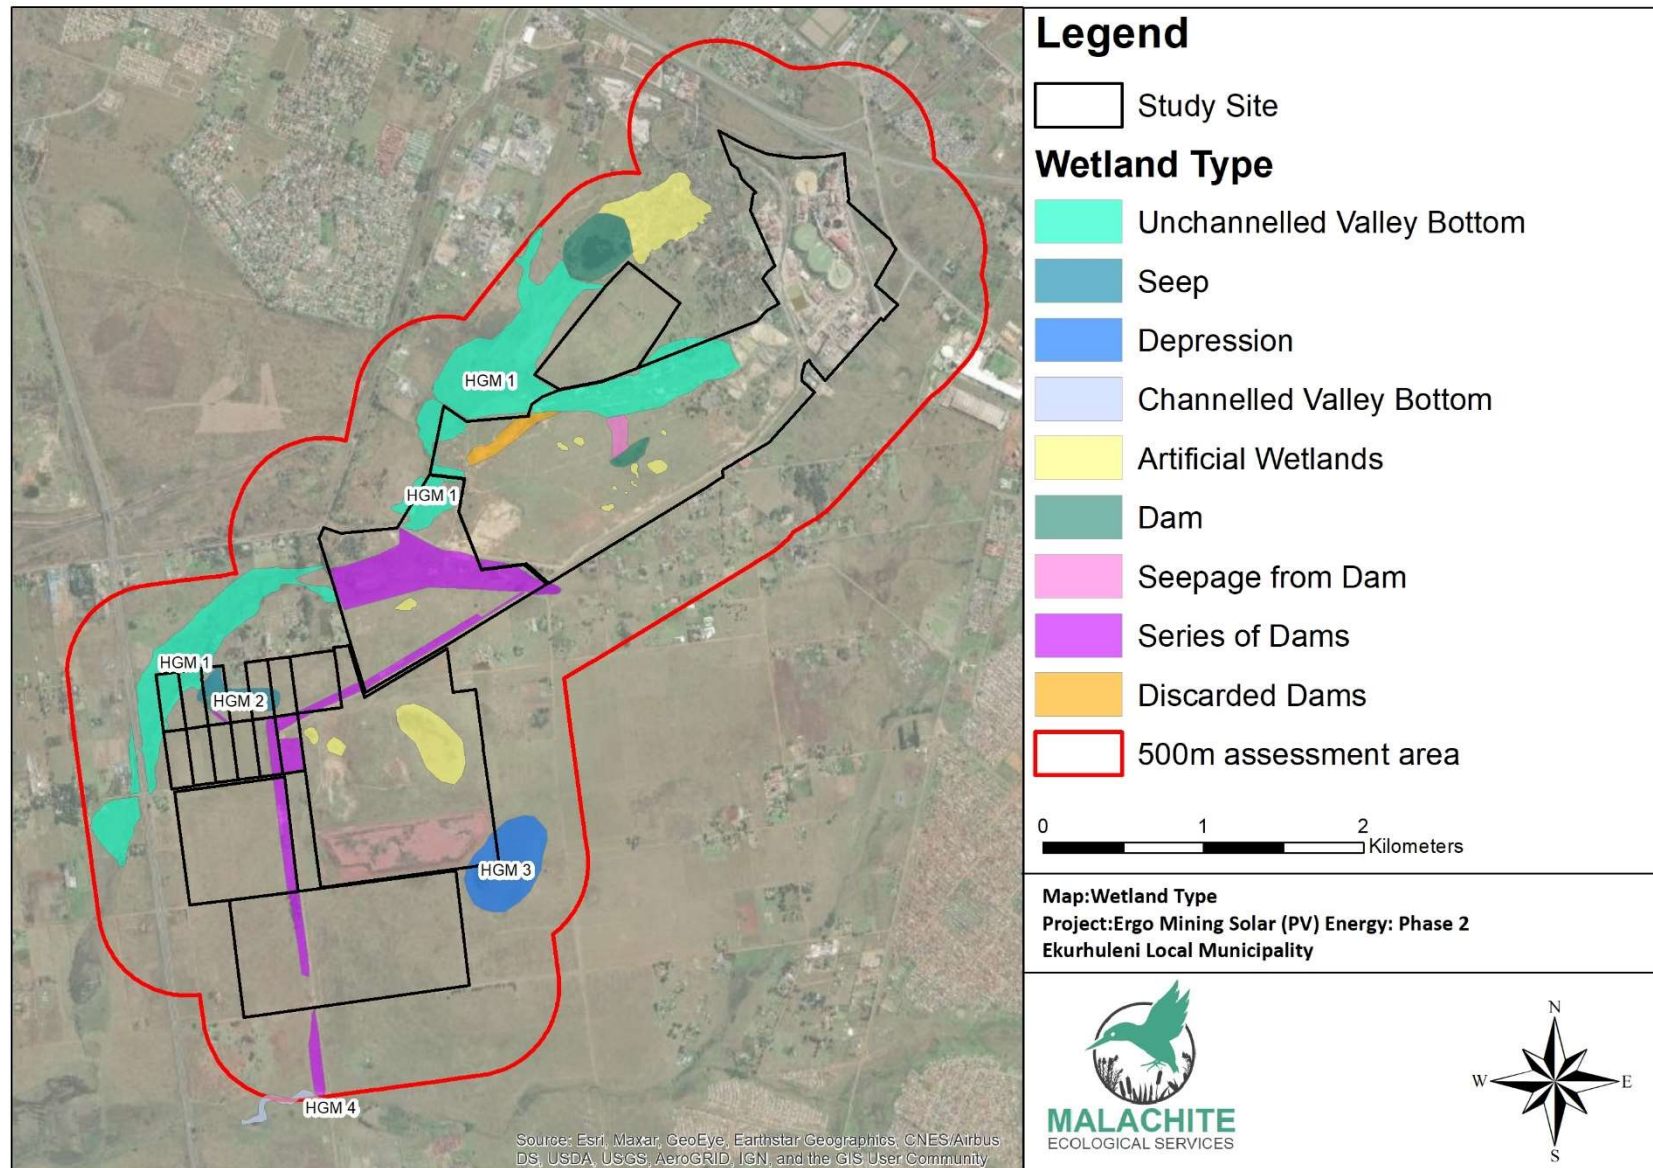 HGM 1
HGM 1
HGM 1
HGM 2
HGM 3
HGM 4
Source: Esri, Maxar, GeoEye, Earthstar Geographics, CNES/Airbus
DS, USDA, USGS, AeroGRID, IGN, and the GIS User Community
Legend
Study Site
Wetland Type
Unchannelled Valley Bottom
Seep
Depression
Channelled Valley Bottom
Artificial Wetlands
Dam
Seepage from Dam
Series of Dams
Discarded Dams
500m assessment area
0 1 2
Kilometers
Map:Wetland Type
Project:Ergo Mining Solar (PV) Energy: Phase 2
Ekurhuleni Local Municipality
MALACHITE
ECOLOGICAL SERVICES
N
W E
S